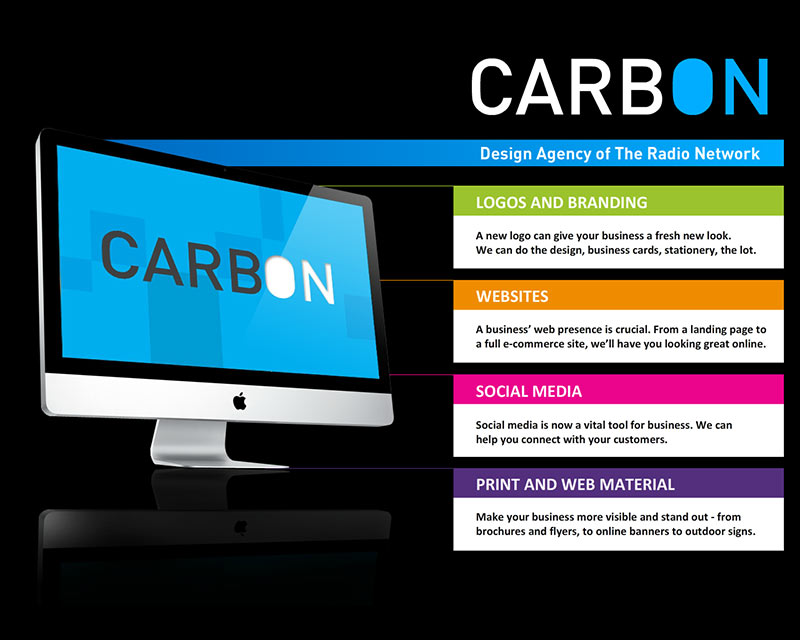 CARBON
Design Agency of The Radio Network
CARBON
LOGOS AND BRANDING
A new logo can give your business a fresh new look.
We can do the design, business cards, stationery, the lot.
WEBSITES
A business' web presence is crucial. From a landing page to
a full e-commerce site, we'll have you looking great online.
SOCIAL MEDIA
Social media is now a vital tool for business. We can
help you connect with your customers.
PRINT AND WEB MATERIAL
Make your business more visible and stand out - from
brochures and flyers, to online banners to outdoor signs.